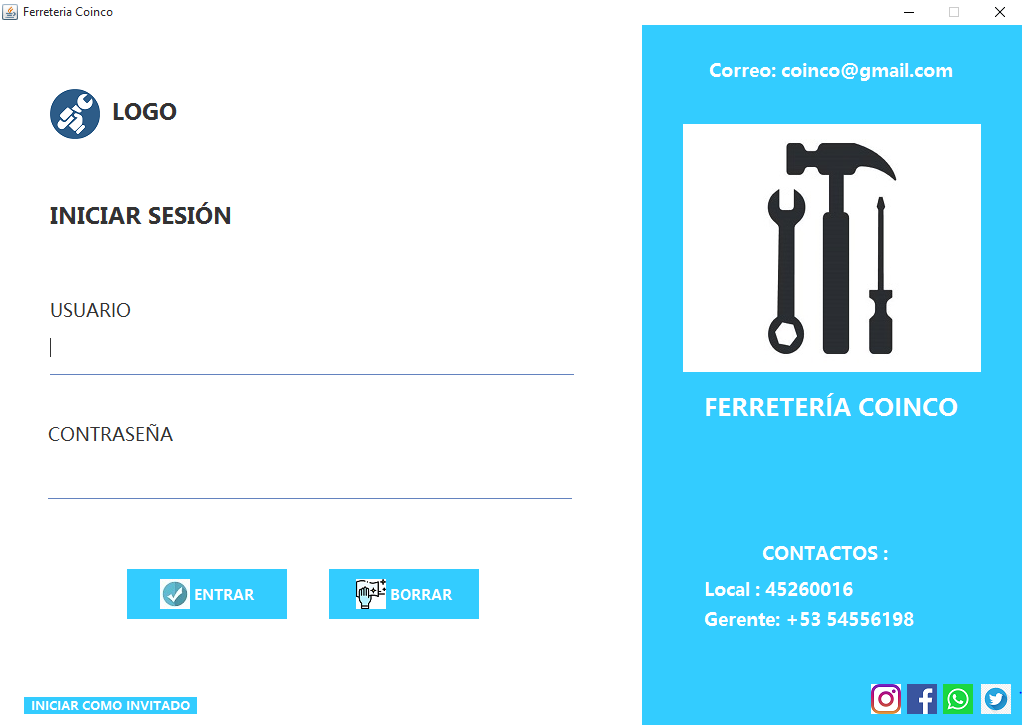 Ferreteria Coinco
LOGO
INICIAR SESIÓN
USUARIO
CONTRASEÑA
ENTRAR
BORRAR
INICIAR COMO INVITADO
Correo: coinco@gmail.com
FERRETERÍA COINCO
CONTACTOS :
Local : 45260016
Gerente: +53 54556198